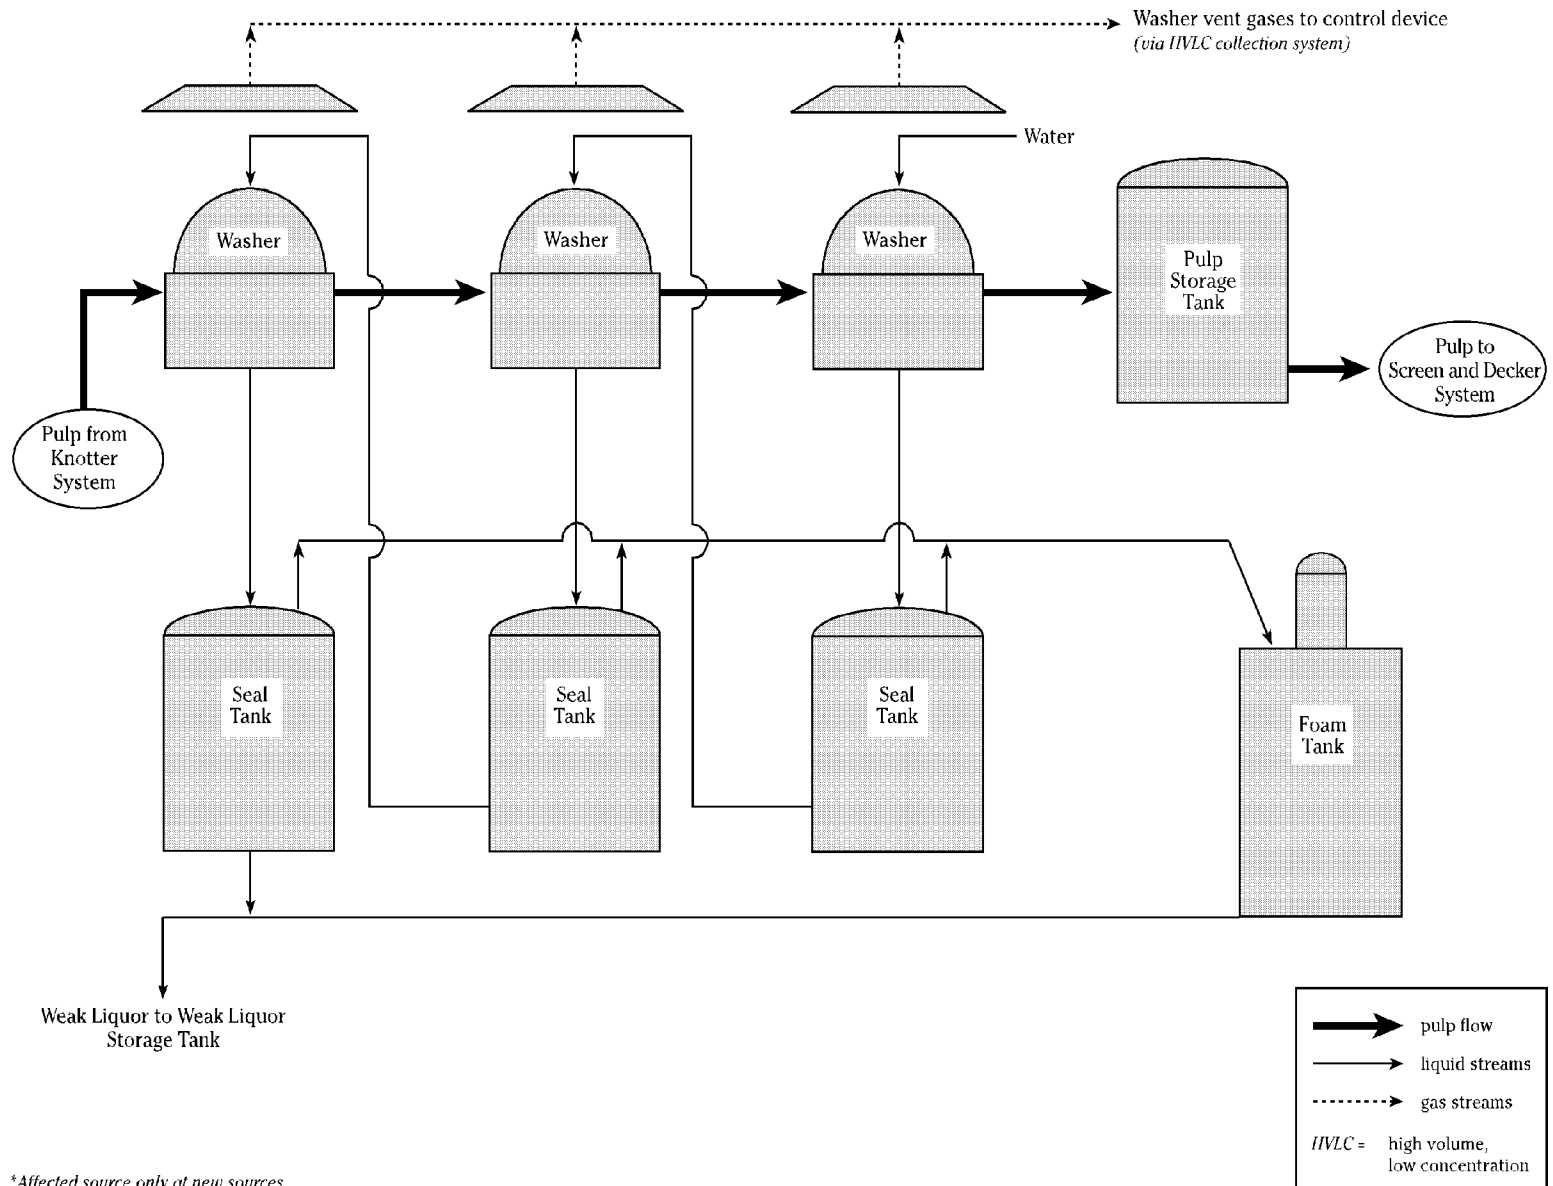 Washer vent gases to control device
(via HVLC collection system)
Water
Washer
Washer
Washer
Pulp
Storage
Tank
Pulp to
Screen and Decker
System
Pulp from
Knotter
System
Seal
Tank
Seal
Tank
Seal
Tank
Foam
Tank
Weak Liquor to Weak Liquor
Storage Tank
pulp flow
liquid streams
gas streams
HVLC = high volume,
low concentration
*Affected source only at new sources